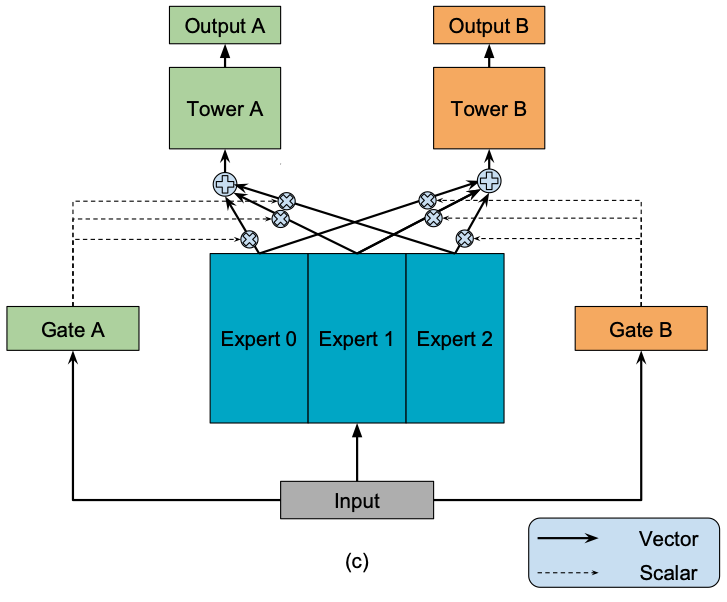 Output A
Output B
Tower A
Tower B
Gate A
Expert 0
Expert 1
Expert 2
Gate B
Input
Vector
Scalar
(c)